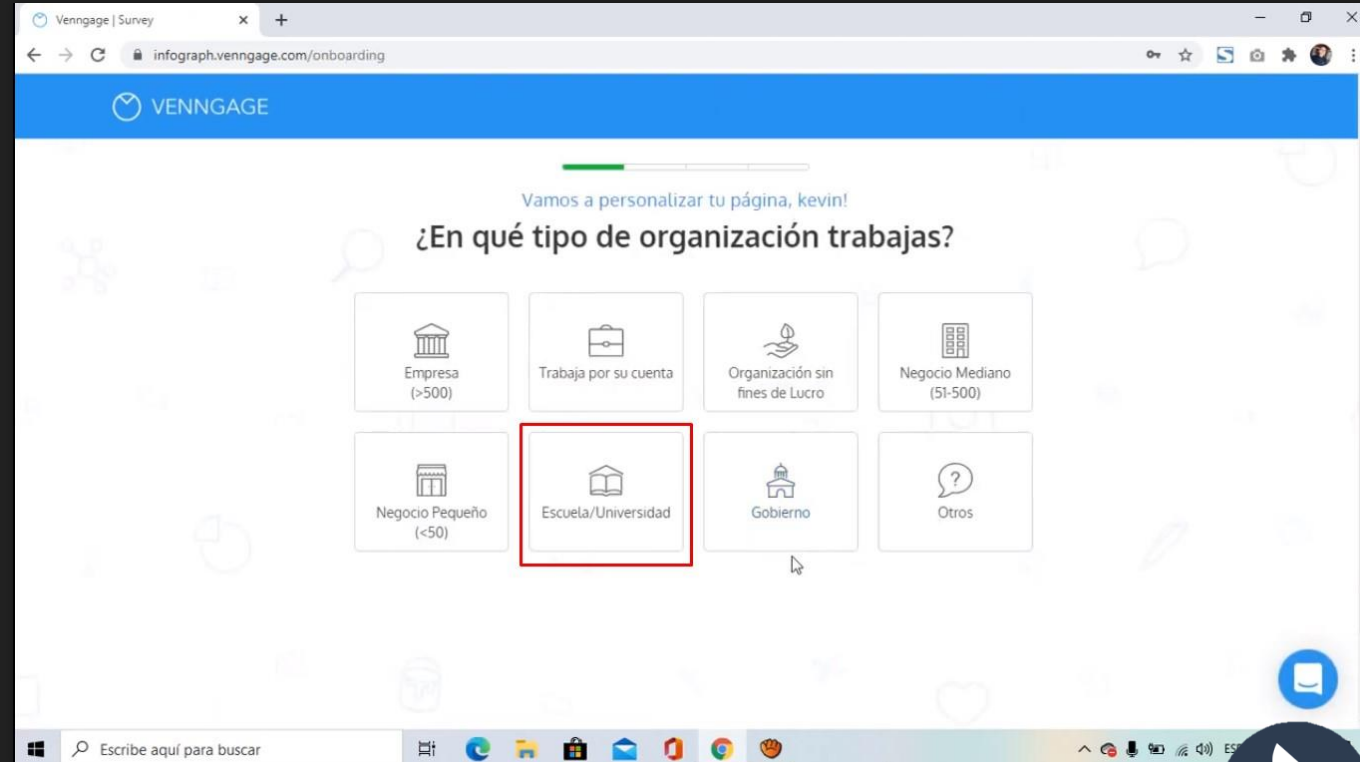 Venngage | Survey
infograph.venngage.com/onboarding
VENNGAGE
Vamos a personalizar tu página, kevin!
¿En qué tipo de organización trabajas?
Empresa
(>500)
Trabaja por su cuenta
Organización sin
fines de Lucro
Negocio Mediano
(51-500)
Negocio Pequeño
(<50)
Escuela/Universidad
Gobierno
Otros
Escribe aquí para buscar